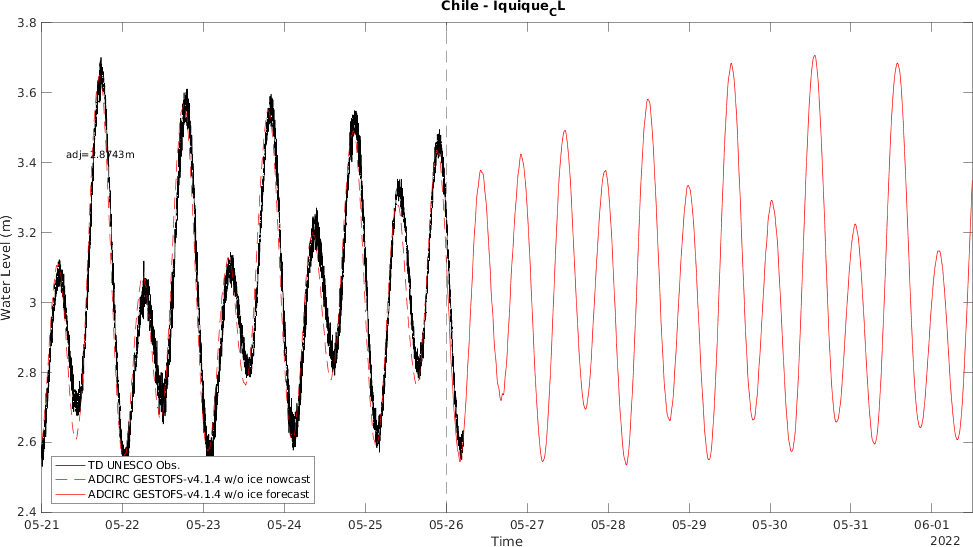 Chile - Iquique_CL
3.8
3.6
3.4
3.2
3
2.8
2.6
2.4
Water Level (m)
adj=2.8743m
TD UNESCO Obs.
ADCIRC GESTOFS-v4.1.4 w/o ice nowcast
ADCIRC GESTOFS-v4.1.4 w/o ice forecast
05-21 05-22 05-23 05-24 05-25 05-26 05-27 05-28 05-29 05-30 05-31 06-01
Time
2022